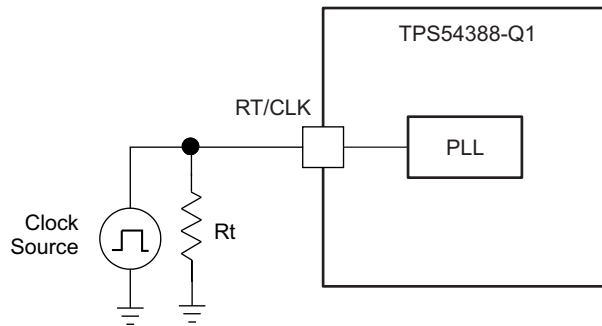 TPS54388-Q1
RT/CLK
PLL
Clock
Source
Rt